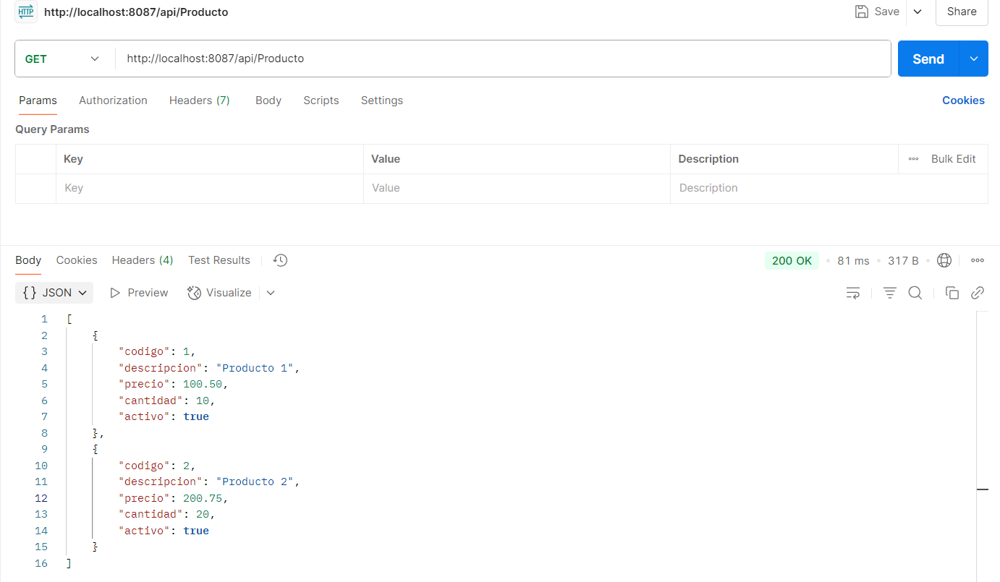 HTTP http://localhost:8087/api/Producto Save Share
GET http://localhost:8087/api/Producto Send
Params Authorization Headers (7) Body Scripts Settings Cookies
Query Params
Key Value Description Bulk Edit
Key Value Description
Body Cookies Headers (4) Test Results 200 OK 81 ms 317 B
{} JSON Preview Visualize
1 [
2 {
3 "codigo": 1,
4 "descripcion": "Producto 1",
5 "precio": 100.50,
6 "cantidad": 10,
7 "activo": true
8 },
9 {
10 "codigo": 2,
11 "descripcion": "Producto 2",
12 "precio": 200.75,
13 "cantidad": 20,
14 "activo": true
15 }
16 ]